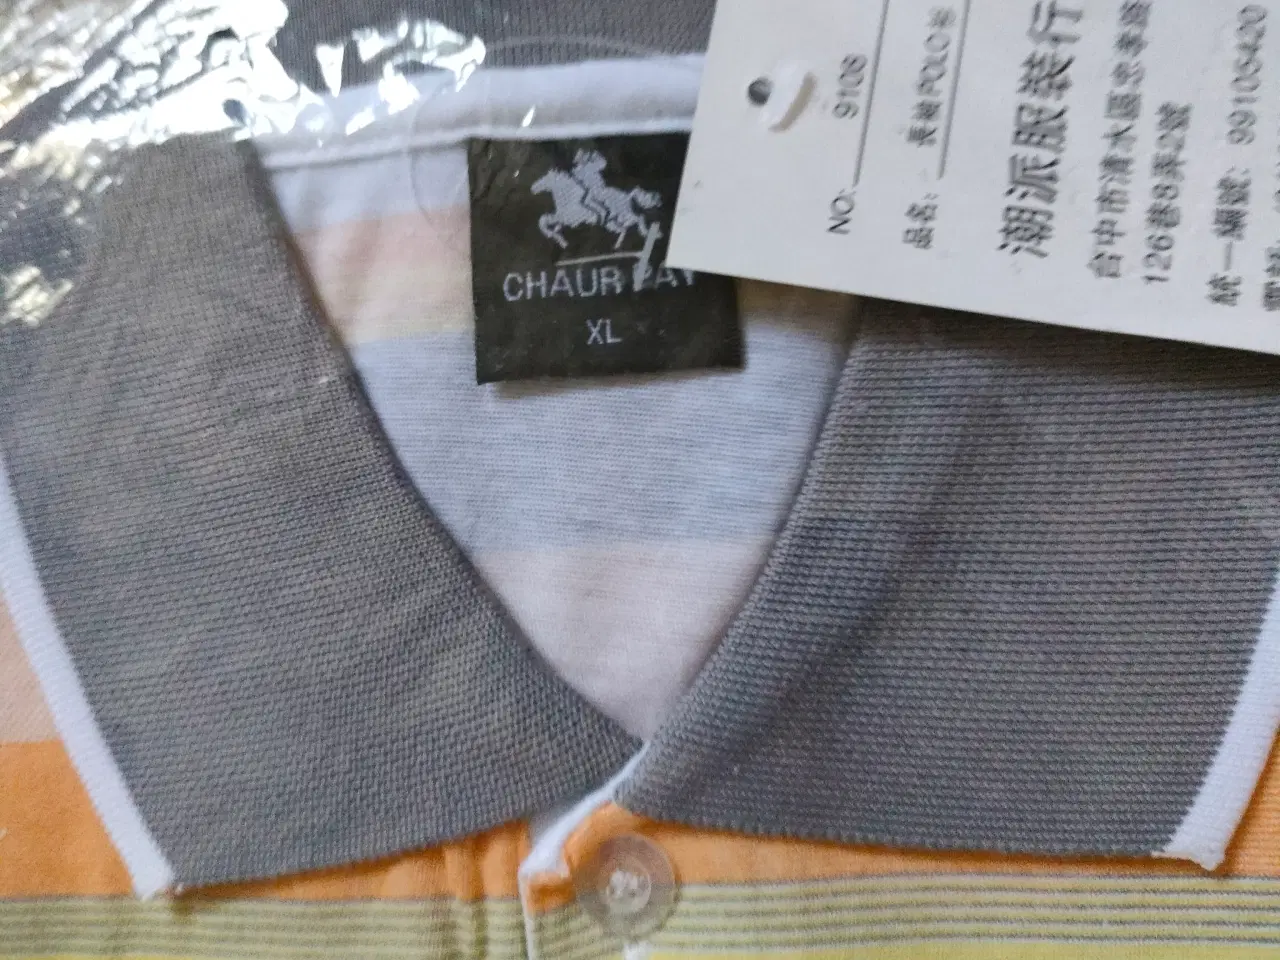 CHAUR PAY
XL
NO: 9108
品名: 長袖POLO衫
潮派服裝行
台中市清水區忠孝路
126巷8弄2號
統一編號: 99106420